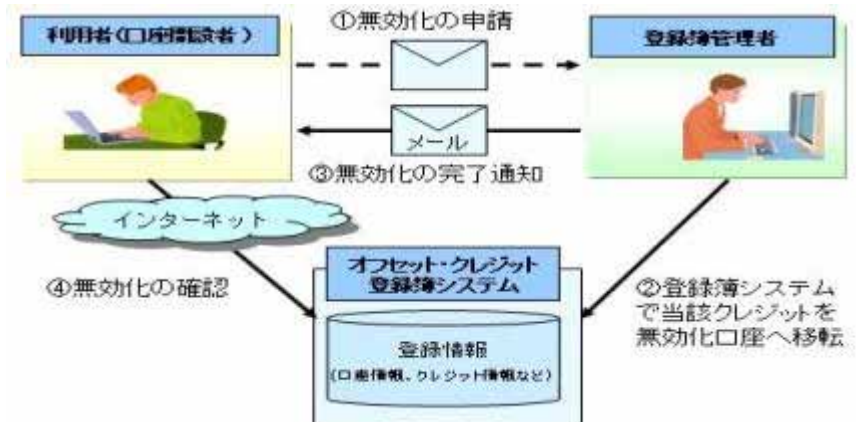 ①無効化の申請
利用者（口座開設者）
登録簿管理者
メール
③無効化の完了通知
インターネット
④無効化の確認
オフセット・クレジット
登録簿システム
②登録簿システム
で当該クレジットを
無効化口座へ移転
登録情報
（口座情報、クレジット情報など）